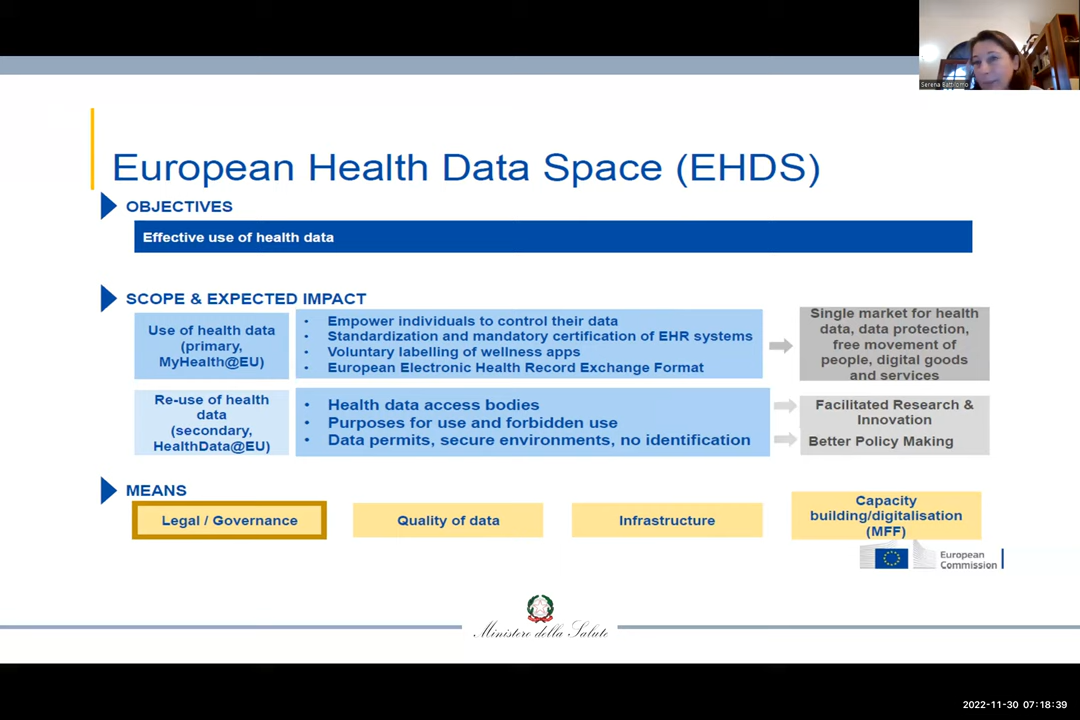 Serena Battilomo
European Health Data Space (EHDS)
OBJECTIVES
Effective use of health data
SCOPE & EXPECTED IMPACT
Use of health data
(primary,
MyHealth@EU)
• Empower individuals to control their data
• Standardization and mandatory certification of EHR systems
• Voluntary labelling of wellness apps
• European Electronic Health Record Exchange Format
Single market for health
data, data protection,
free movement of
people, digital goods
and services
Re-use of health
data
(secondary,
HealthData@EU)
• Health data access bodies
• Purposes for use and forbidden use
• Data permits, secure environments, no identification
Facilitated Research &
Innovation
Better Policy Making
MEANS
Legal / Governance
Quality of data
Infrastructure
Capacity
building/digitalisation
(MFF)
European
Commission
Ministero della Salute
2022-11-30 07:18:39